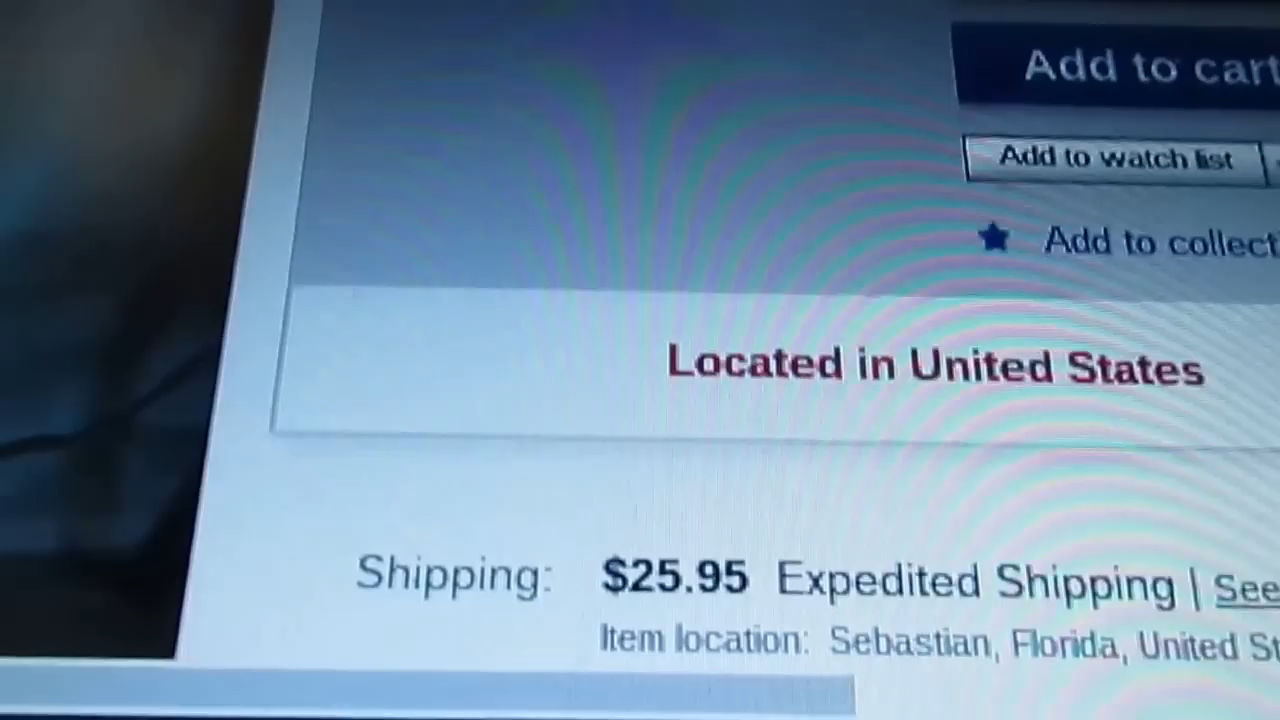 Add to cart
Add to watch list
Add to collect
Located in United States
Shipping: $25.95 Expedited Shipping | See
Item location: Sebastian, Florida, United St